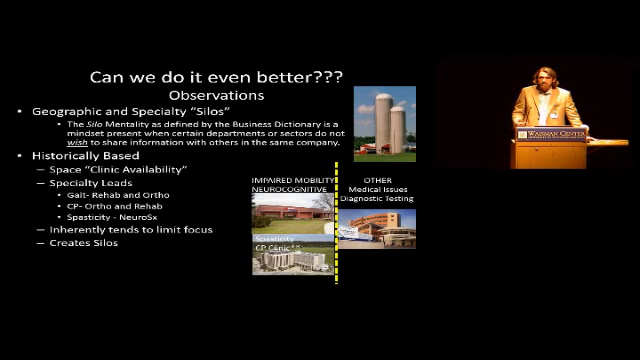 Can we do it even better???
Observations
• Geographic and Specialty “Silos”
• The Silo Mentality as defined by the Business Dictionary is a
mindset present when certain departments or sectors do not
wish to share information with others in the same company.
• Historically Based
– Space “Clinic Availability”
– Specialty Leads
• Gait- Rehab and Ortho
• CP- Ortho and Rehab
• Spasticity - NeuroSx
– Inherently tends to limit focus
– Creates Silos
IMPAIRED MOBILITY
NEUROCOGNITIVE
Spasticity
CP Clinic**
OTHER
Medical Issues
Diagnostic Testing
WAISMAN CENTER